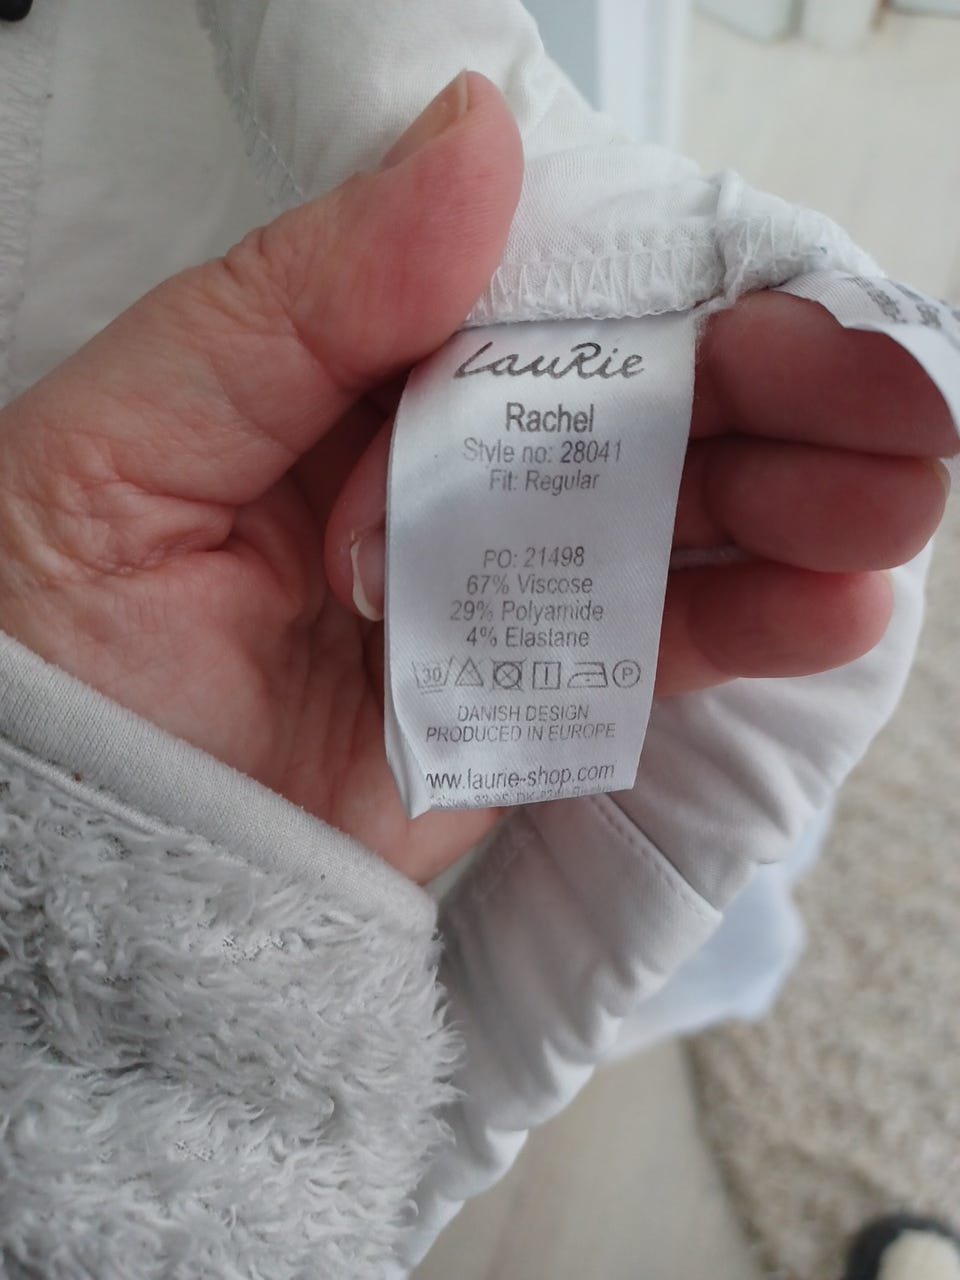 LauRie
Rachel
Style no: 28041
Fit: Regular
PO: 21498
67% Viscose
29% Polyamide
4% Elastane
30
P
DANISH DESIGN
PRODUCED IN EUROPE
www.laurie-shop.com